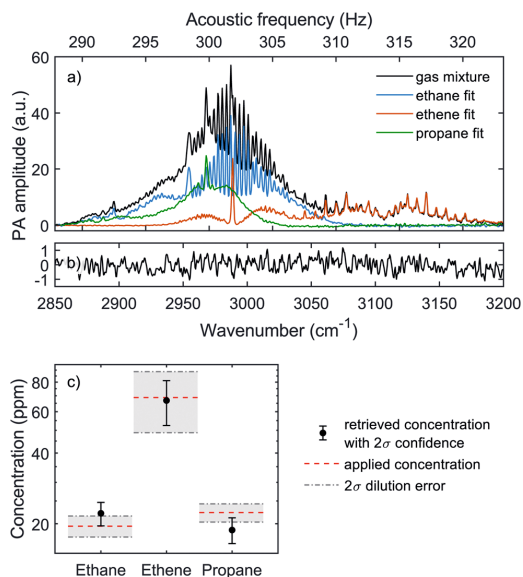 Acoustic frequency (Hz)
290 295 300 305 310 315 320
60
a)
gas mixture
ethane fit
40
ethene fit
propane fit
20
PA amplitude (a.u.)
0
1
b)
0
-1
2850 2900 2950 3000 3050 3100 3150 3200
Wavenumber (cm⁻¹)
c)
80
60
40
20
Concentration (ppm)
Ethane Ethene Propane
retrieved concentration
with 2σ confidence
applied concentration
2σ dilution error